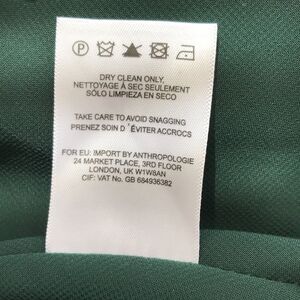 P
DRY CLEAN ONLY,
NETTOYAGE À SEC SEULEMENT
SÓLO LIMPIEZA EN SECO
TAKE CARE TO AVOID SNAGGING
PRENEZ SOIN D'ÉVITER ACCROCS
FOR EU: IMPORT BY ANTHROPOLOGIE
24 MARKET PLACE, 3RD FLOOR
LONDON, UK W1W8AN
CIF: VAT No. GB 684936382